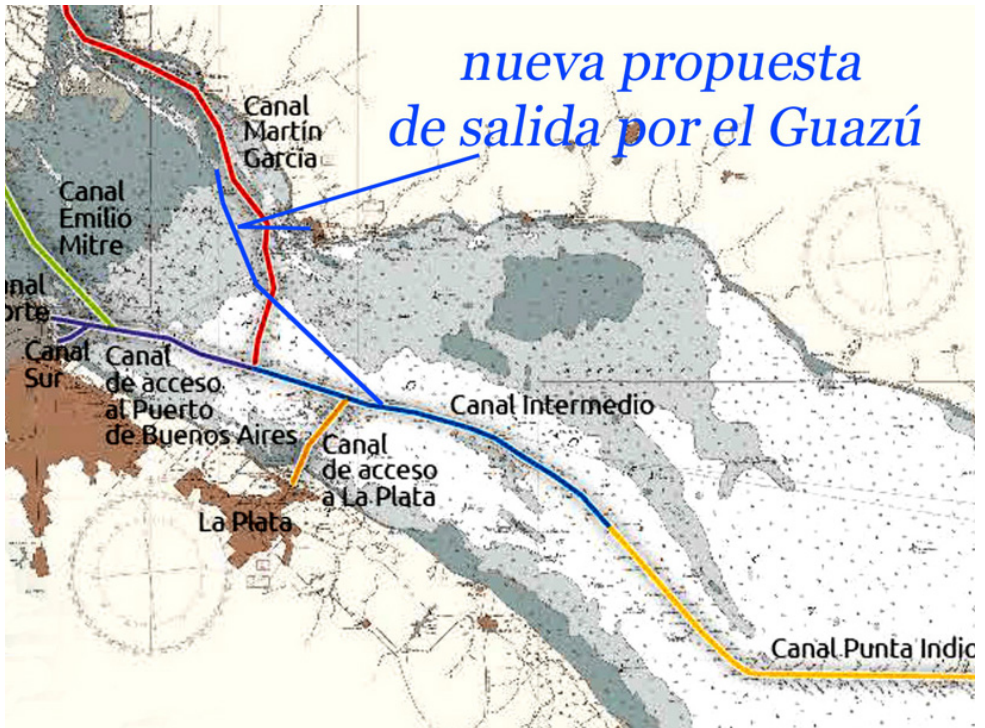 nueva propuesta
de salida por el Guazú
Canal
Martín
García
Canal
Emilio
Mitre
anal
orte
Canal
Sur
Canal
de acceso
al Puerto
de Buenos Aires
Canal Intermedio
Canal
de acceso
a La Plata
La Plata
Canal Punta Indio